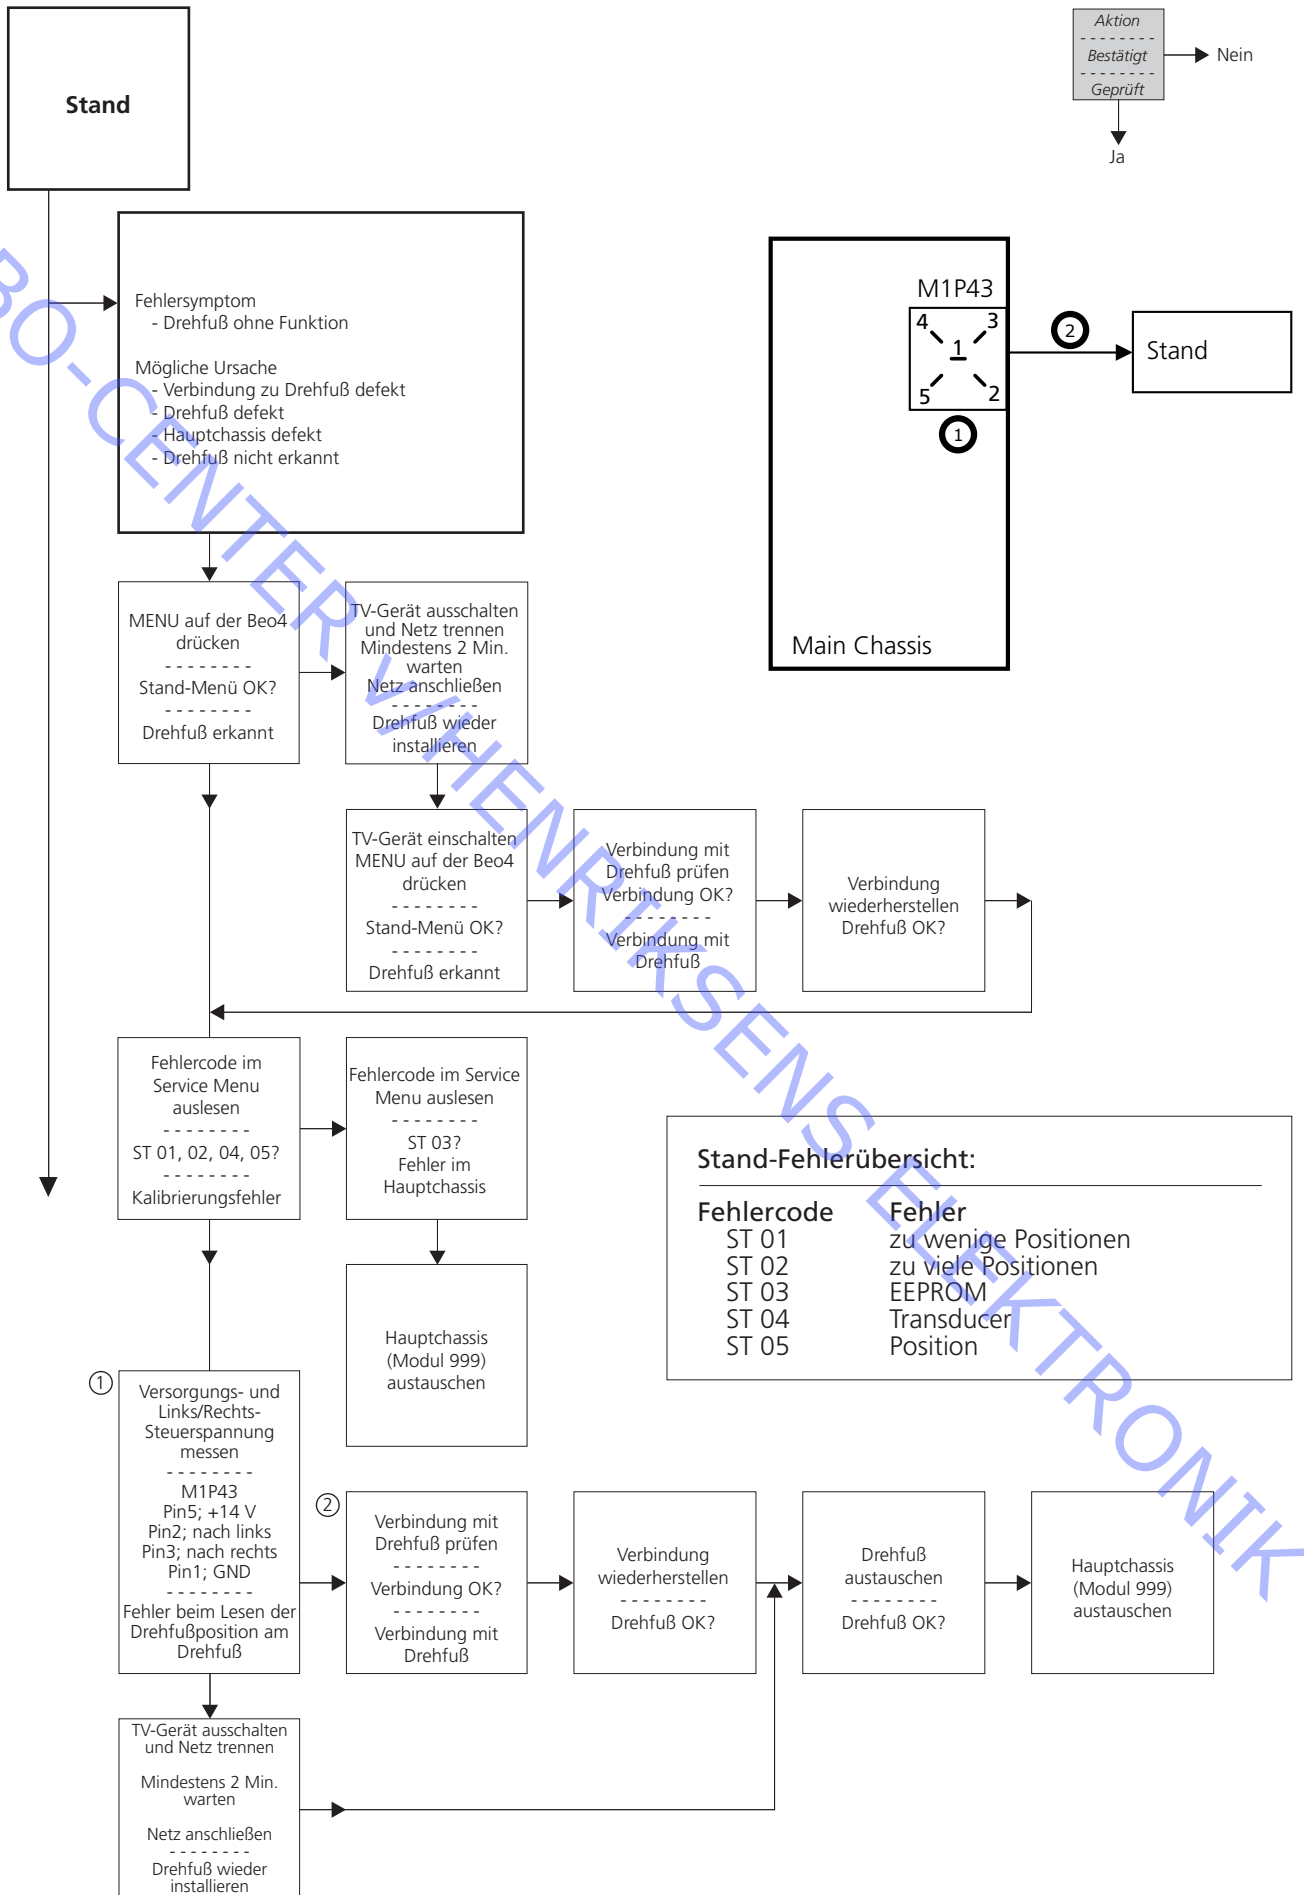 Stand
Aktion
- - - - - - - -
Bestätigt
- - - - - - - -
Geprüft
Nein
Ja
Fehlersymptom
- Drehfuß ohne Funktion
Mögliche Ursache
- Verbindung zu Drehfuß defekt
- Drehfuß defekt
- Hauptchassis defekt
- Drehfuß nicht erkannt
M1P43
4
3
1
5
2
1
2
Stand
Main Chassis
MENU auf der Beo4
drücken
- - - - - - - -
Stand-Menü OK?
- - - - - - - -
Drehfuß erkannt
TV-Gerät ausschalten
und Netz trennen
Mindestens 2 Min.
warten
Netz anschließen
- - - - - - - -
Drehfuß wieder
installieren
TV-Gerät einschalten
MENU auf der Beo4
drücken
- - - - - - - -
Stand-Menü OK?
- - - - - - - -
Drehfuß erkannt
Verbindung mit
Drehfuß prüfen
Verbindung OK?
- - - - - - - -
Verbindung mit
Drehfuß
Verbindung
wiederherstellen
Drehfuß OK?
Fehlercode im
Service Menu
auslesen
- - - - - - - -
ST 01, 02, 04, 05?
- - - - - - - -
Kalibrierungsfehler
Fehlercode im Service
Menu auslesen
- - - - - - - -
ST 03?
Fehler im
Hauptchassis
Hauptchassis
(Modul 999)
austauschen
Stand-Fehlerübersicht:
Fehlercode Fehler
ST 01 zu wenige Positionen
ST 02 zu viele Positionen
ST 03 EEPROM
ST 04 Transducer
ST 05 Position
1
Versorgungs- und
Links/Rechts-
Steuerspannung
messen
- - - - - - - -
M1P43
Pin5; +14 V
Pin2; nach links
Pin3; nach rechts
Pin1; GND
- - - - - - - -
Fehler beim Lesen der
Drehfußposition am
Drehfuß
2
Verbindung mit
Drehfuß prüfen
- - - - - - - -
Verbindung OK?
- - - - - - - -
Verbindung mit
Drehfuß
Verbindung
wiederherstellen
- - - - - - - -
Drehfuß OK?
Drehfuß
austauschen
- - - - - - - -
Drehfuß OK?
Hauptchassis
(Modul 999)
austauschen
TV-Gerät ausschalten
und Netz trennen
Mindestens 2 Min.
warten
Netz anschließen
- - - - - - - -
Drehfuß wieder
installieren
BO-CENTER v/HENRIKSENS ELEKTRONIK